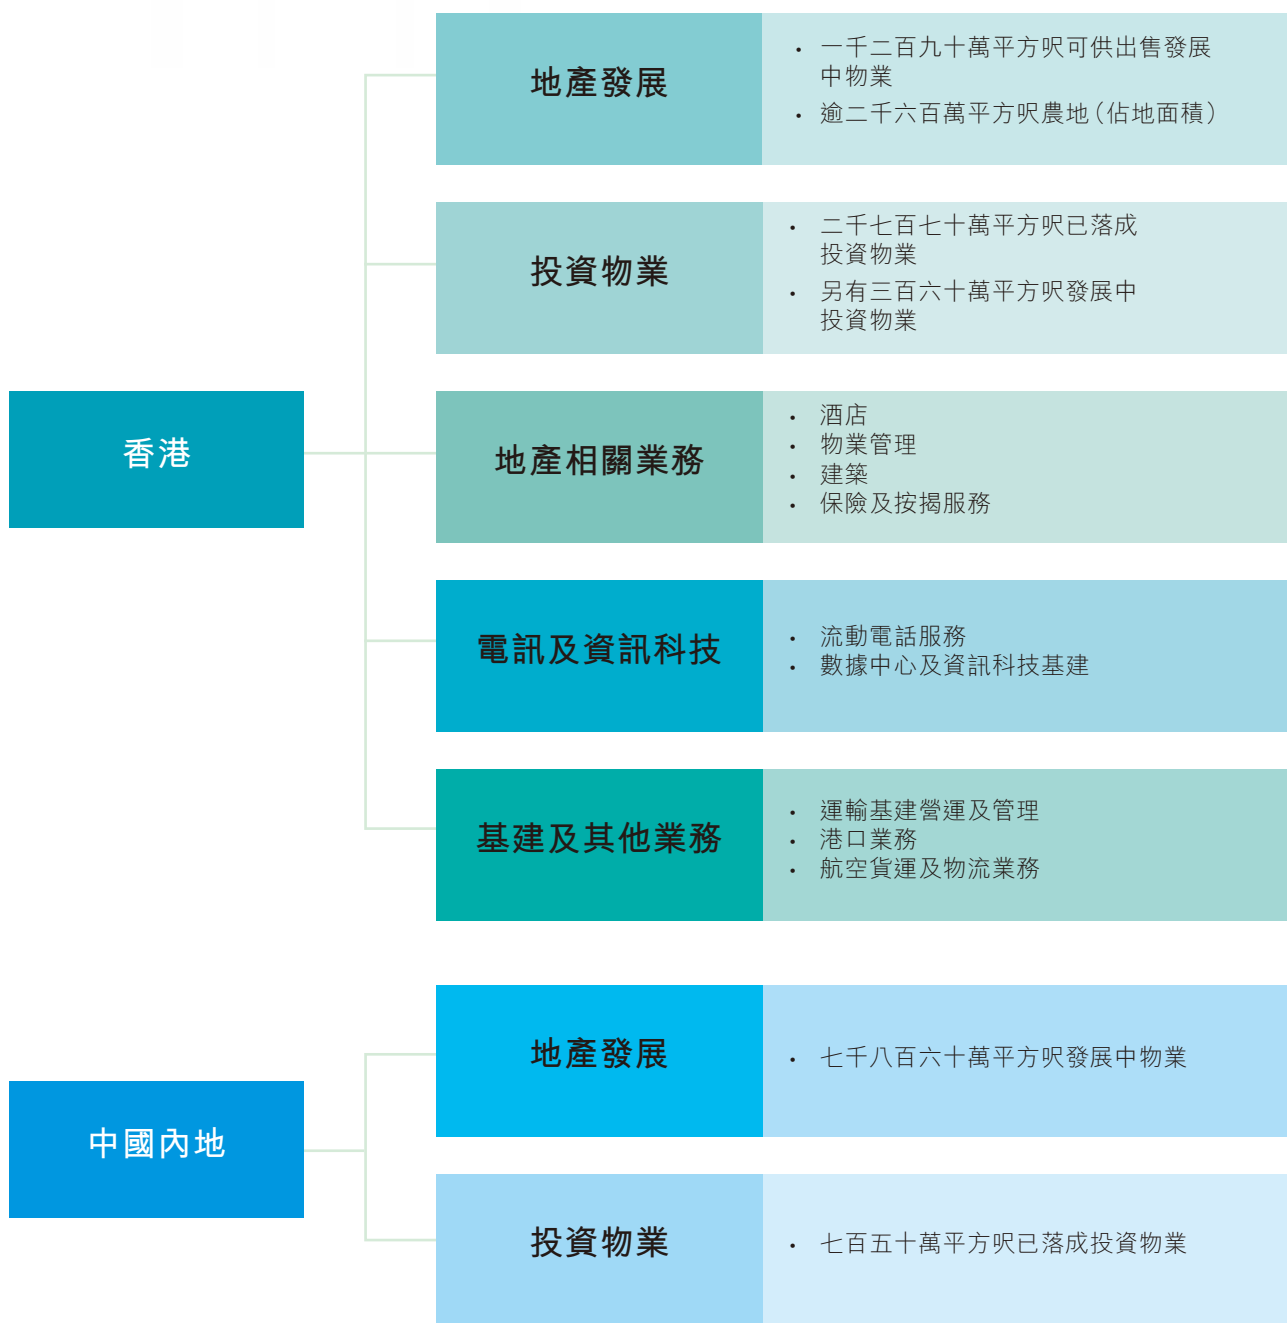 香港
地產發展
• 一千二百九十萬平方呎可供出售發展
中物業
• 逾二千六百萬平方呎農地（佔地面積）
投資物業
• 二千七百七十萬平方呎已落成
投資物業
• 另有三百六十萬平方呎發展中
投資物業
地產相關業務
• 酒店
• 物業管理
• 建築
• 保險及按揭服務
電訊及資訊科技
• 流動電話服務
• 數據中心及資訊科技基建
基建及其他業務
• 運輸基建營運及管理
• 港口業務
• 航空貨運及物流業務
中國內地
地產發展
• 七千八百六十萬平方呎發展中物業
投資物業
• 七百五十萬平方呎已落成投資物業